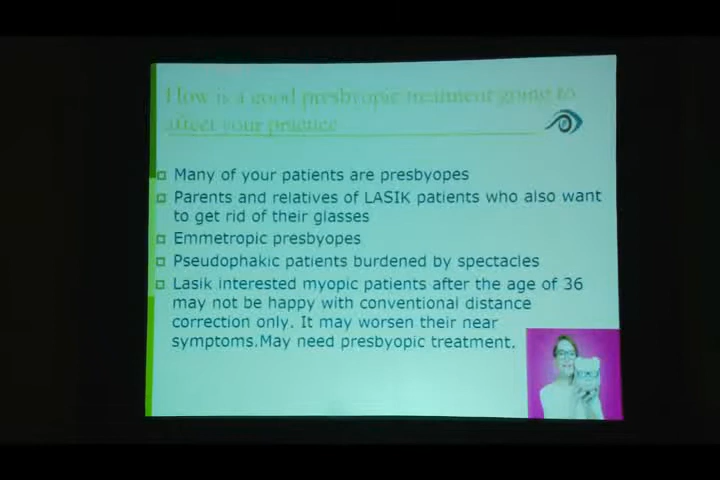 How is a good presbyopic treatment going to
affect your practice
Many of your patients are presbyopes
Parents and relatives of LASIK patients who also want
to get rid of their glasses
Emmetropic presbyopes
Pseudophakic patients burdened by spectacles
Lasik interested myopic patients after the age of 36
may not be happy with conventional distance
correction only. It may worsen their near
symptoms.May need presbyopic treatment.